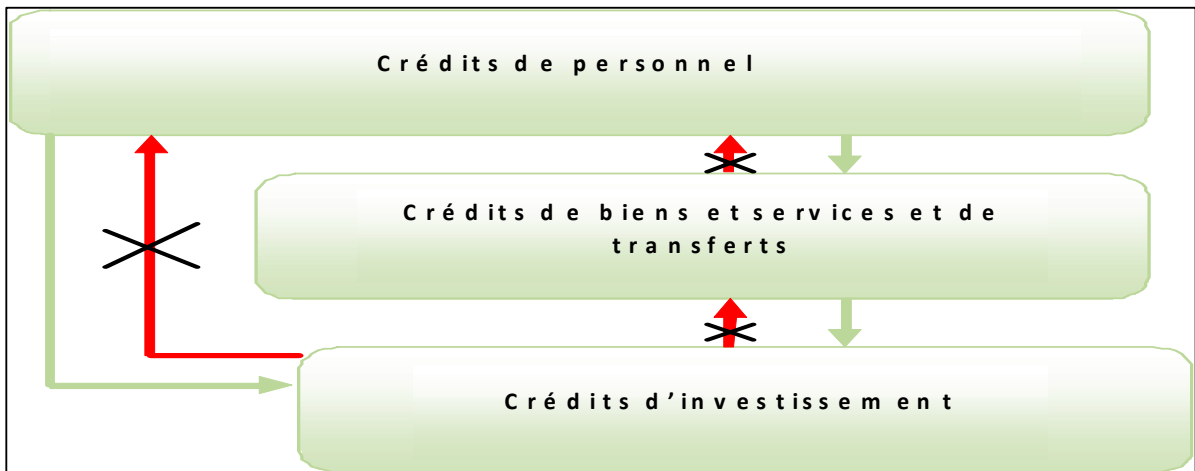 Crédits de personnel
Crédits de biens et services et de
transferts
Crédits d’investissement